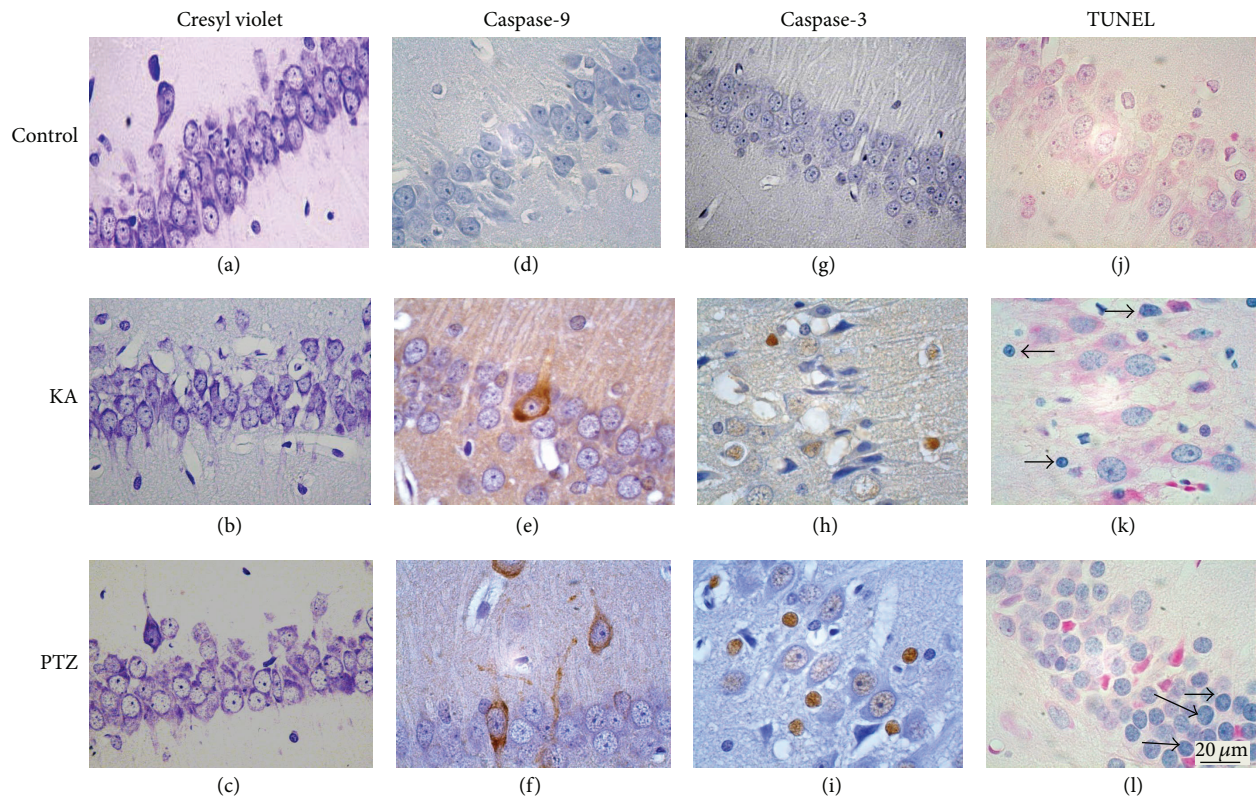 Cresyl violet Caspase-9 Caspase-3 TUNEL
Control
(a) (d) (g) (j)
KA
(b) (e) (h) (k)
PTZ
20 µm
(c) (f) (i) (l)